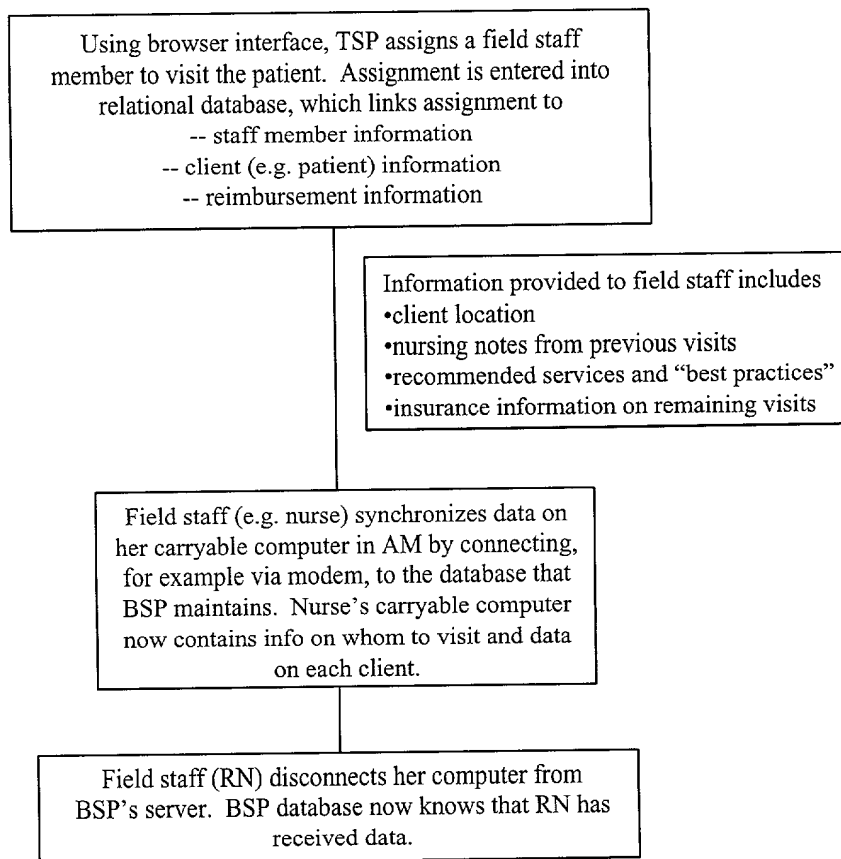 Using browser interface, TSP assigns a field staff
member to visit the patient.  Assignment is entered into
relational database, which links assignment to
-- staff member information
-- client (e.g. patient) information
-- reimbursement information
Information provided to field staff includes
•client location
•nursing notes from previous visits
•recommended services and “best practices”
•insurance information on remaining visits
Field staff (e.g. nurse) synchronizes data on
her carryable computer in AM by connecting,
for example via modem, to the database that
BSP maintains.  Nurse’s carryable computer
now contains info on whom to visit and data
on each client.
Field staff (RN) disconnects her computer from
BSP’s server.  BSP database now knows that RN has
received data.